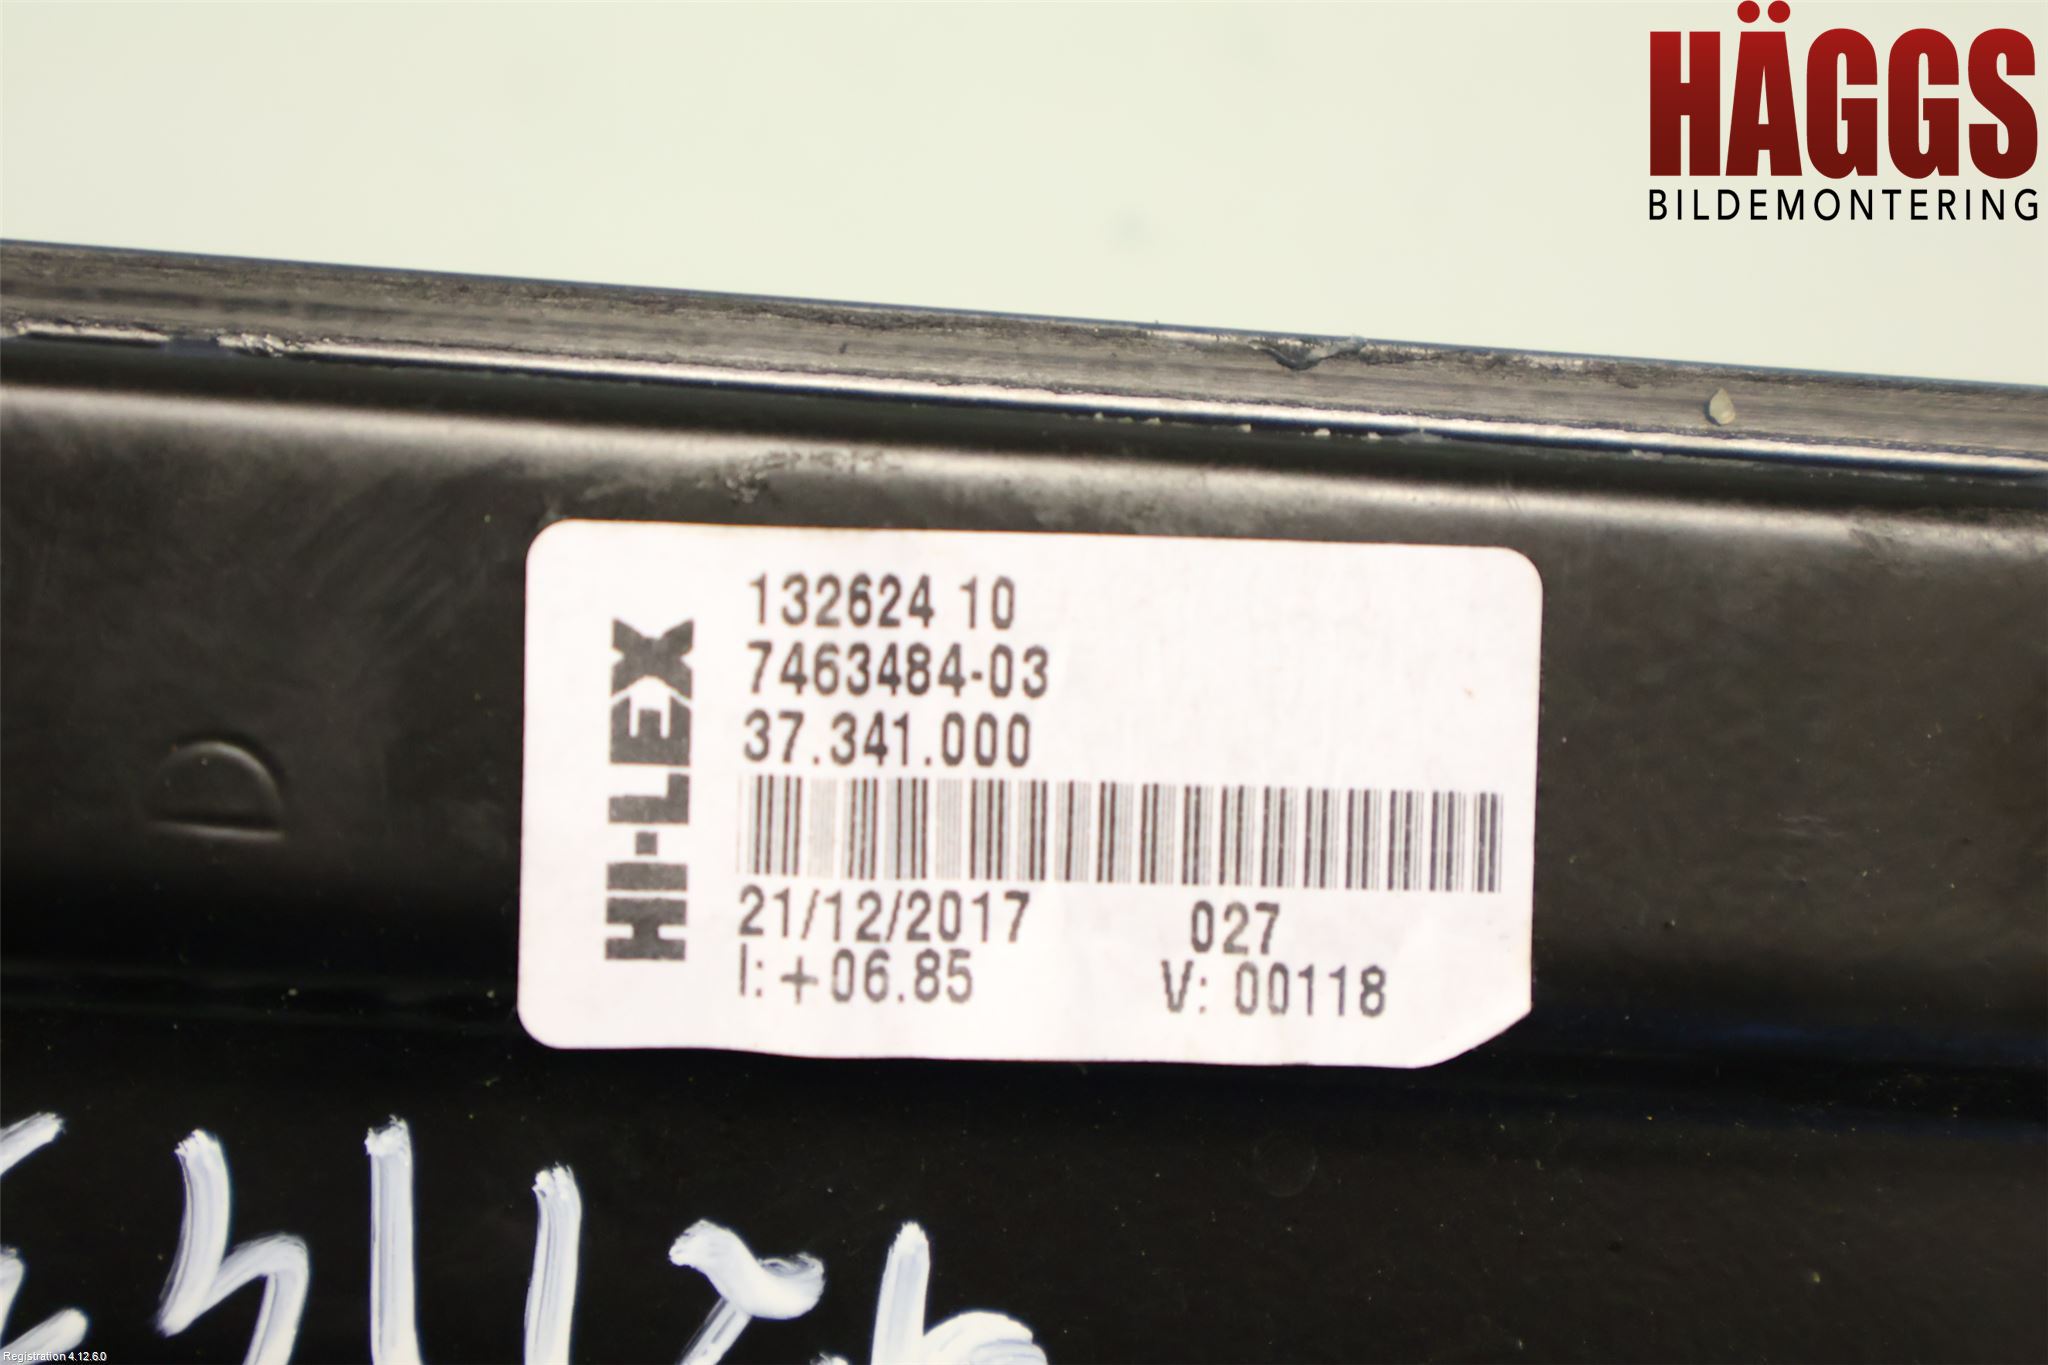 HÄGGS
BILDEMONTERING
HI-LEX
132624 10
7463484-03
37.341.000
21/12/2017 027
I: +06.85 V: 00118
D
Registration 4.12.6.0